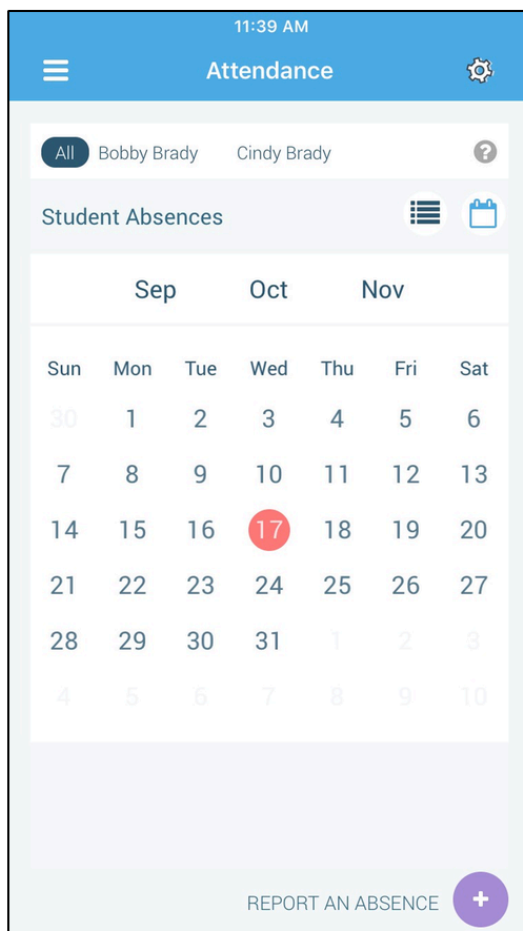 11:39 AM
Attendance
All Bobby Brady Cindy Brady ?
Student Absences
Sep Oct Nov
Sun Mon Tue Wed Thu Fri Sat
30 1 2 3 4 5 6
7 8 9 10 11 12 13
14 15 16 17 18 19 20
21 22 23 24 25 26 27
28 29 30 31 1 2 3
4 5 6 7 8 9 10
REPORT AN ABSENCE +